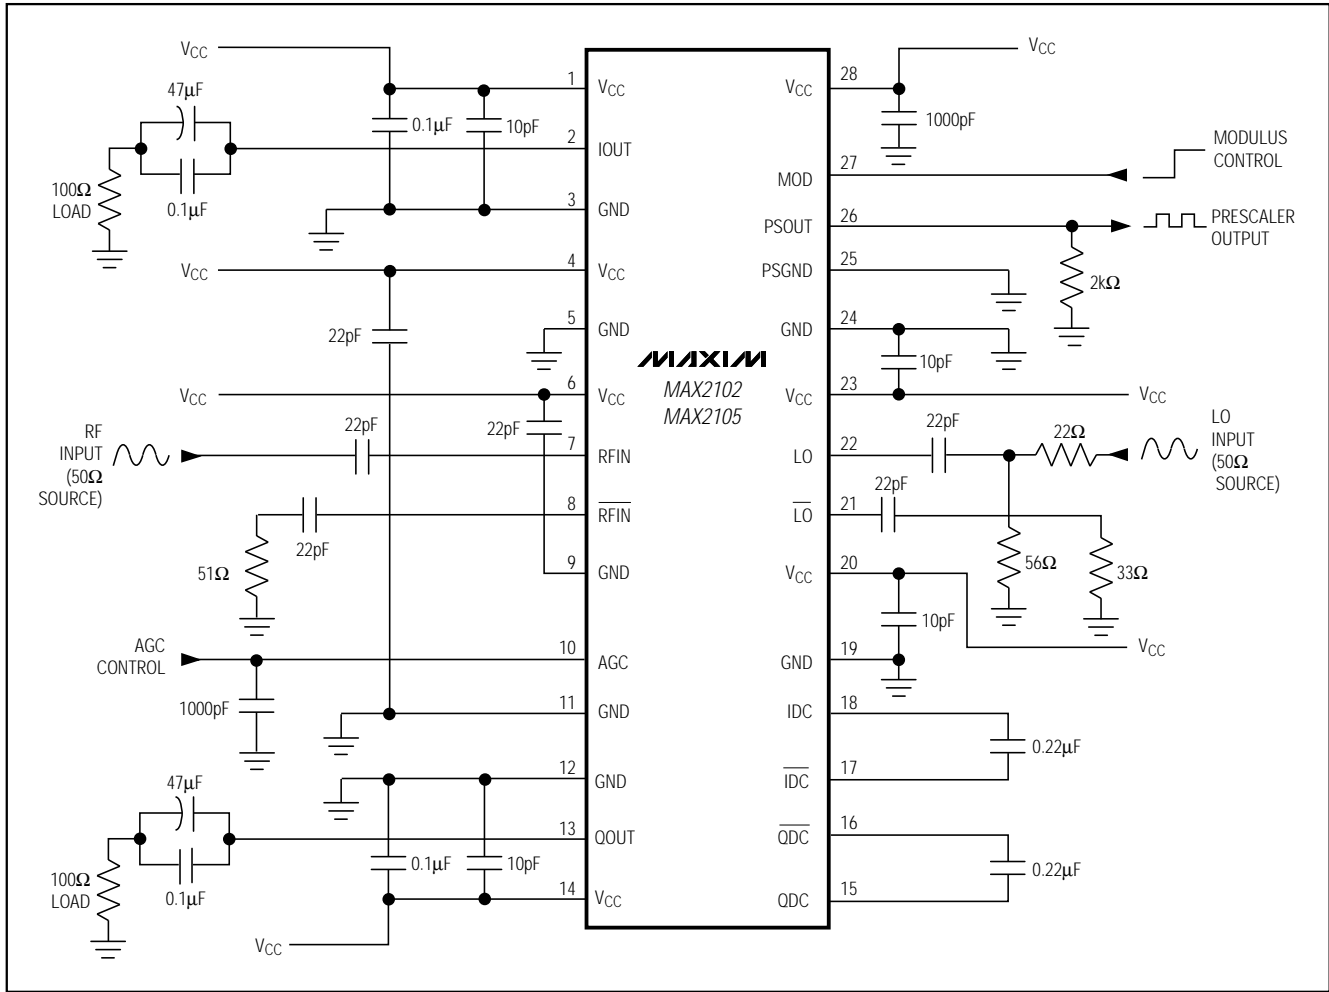 VCC
47µF
0.1µF
100Ω
LOAD
0.1µF
10pF
VCC
22pF
VCC
22pF
RF
INPUT
(50Ω
SOURCE)
22pF
22pF
51Ω
AGC
CONTROL
1000pF
47µF
0.1µF
100Ω
LOAD
0.1µF
10pF
VCC
1
VCC
2
IOUT
3
GND
4
VCC
5
GND
6
VCC
7
RFIN
8
RFIN
9
GND
10
AGC
11
GND
12
GND
13
QOUT
14
VCC
MAXIM
MAX2102
MAX2105
VCC
28
MOD
27
PSOUT
26
PSGND
25
GND
24
VCC
23
LO
22
LO
21
VCC
20
GND
19
IDC
18
IDC
17
QDC
16
QDC
15
VCC
1000pF
MODULUS
CONTROL
PRESCALER
OUTPUT
2kΩ
10pF
VCC
22pF
22Ω
LO
INPUT
(50Ω
SOURCE)
22pF
56Ω
33Ω
10pF
VCC
0.22µF
0.22µF